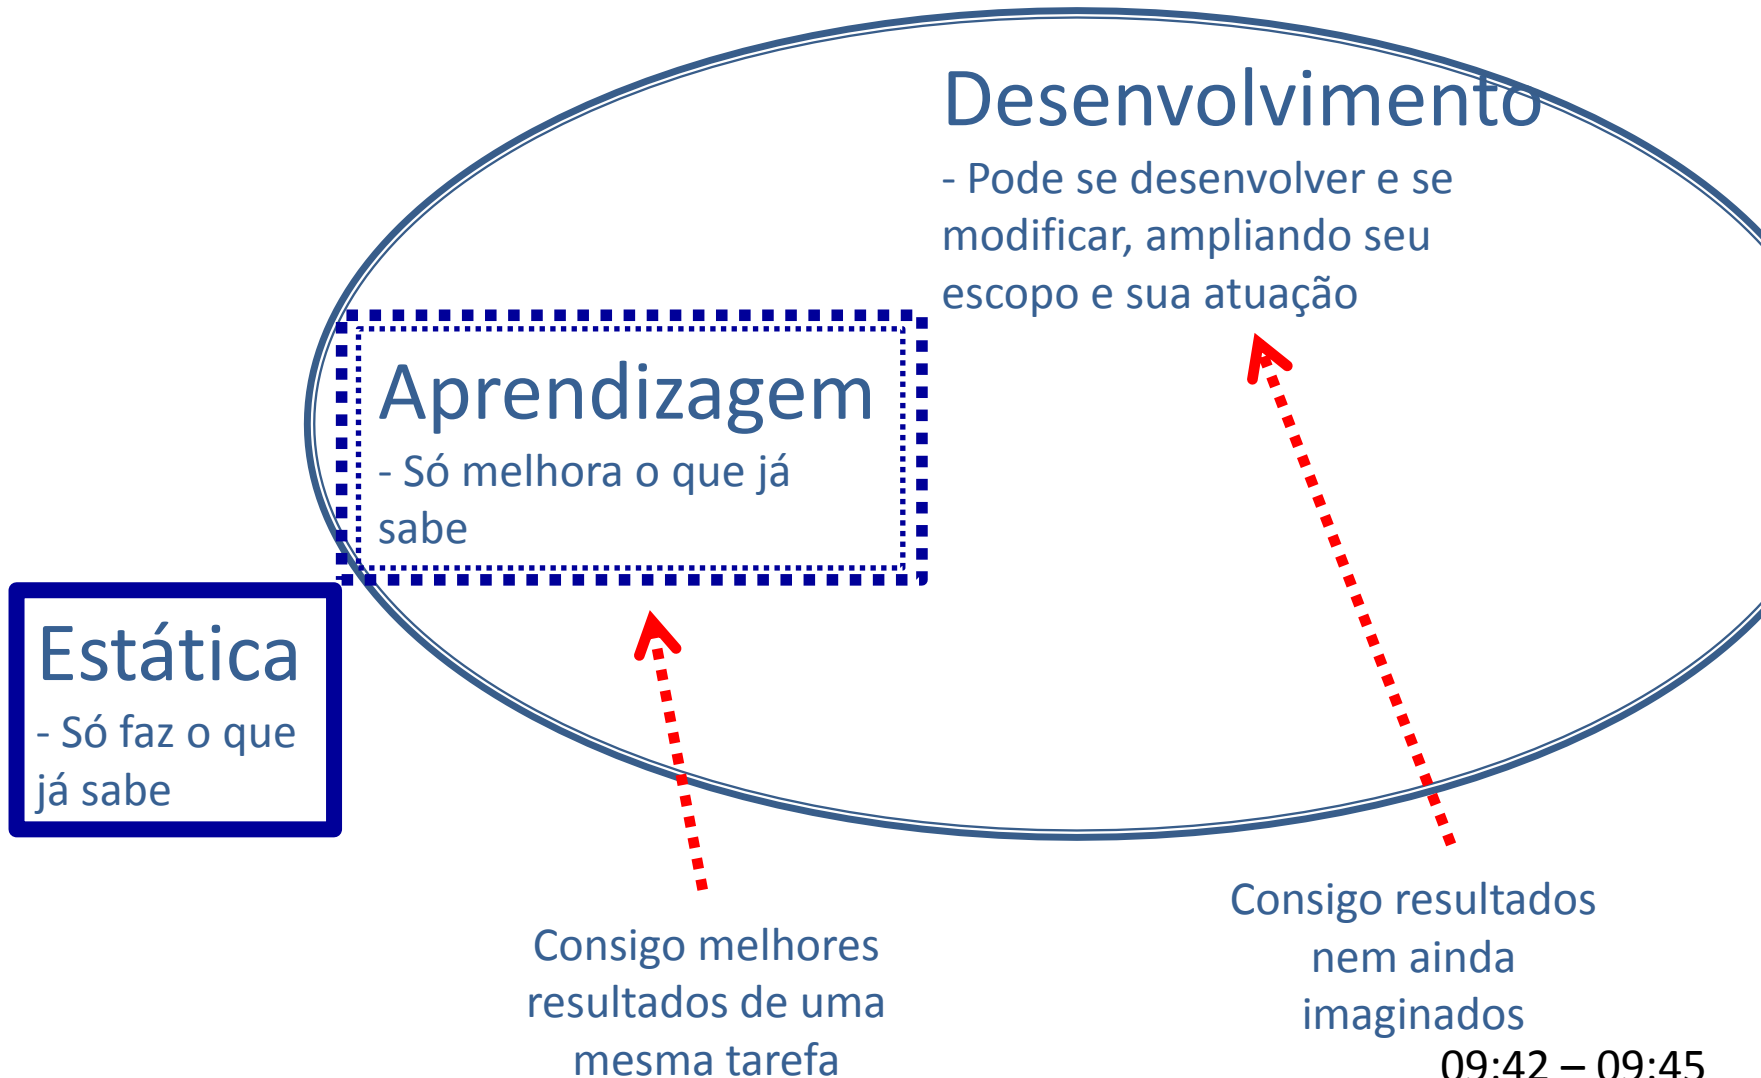 Desenvolvimento
- Pode se desenvolver e se
modificar, ampliando seu
escopo e sua atuação
Aprendizagem
- Só melhora o que já
sabe
Estática
- Só faz o que
já sabe
Consigo melhores
resultados de uma
mesma tarefa
Consigo resultados
nem ainda
imaginados
09:42 – 09:45